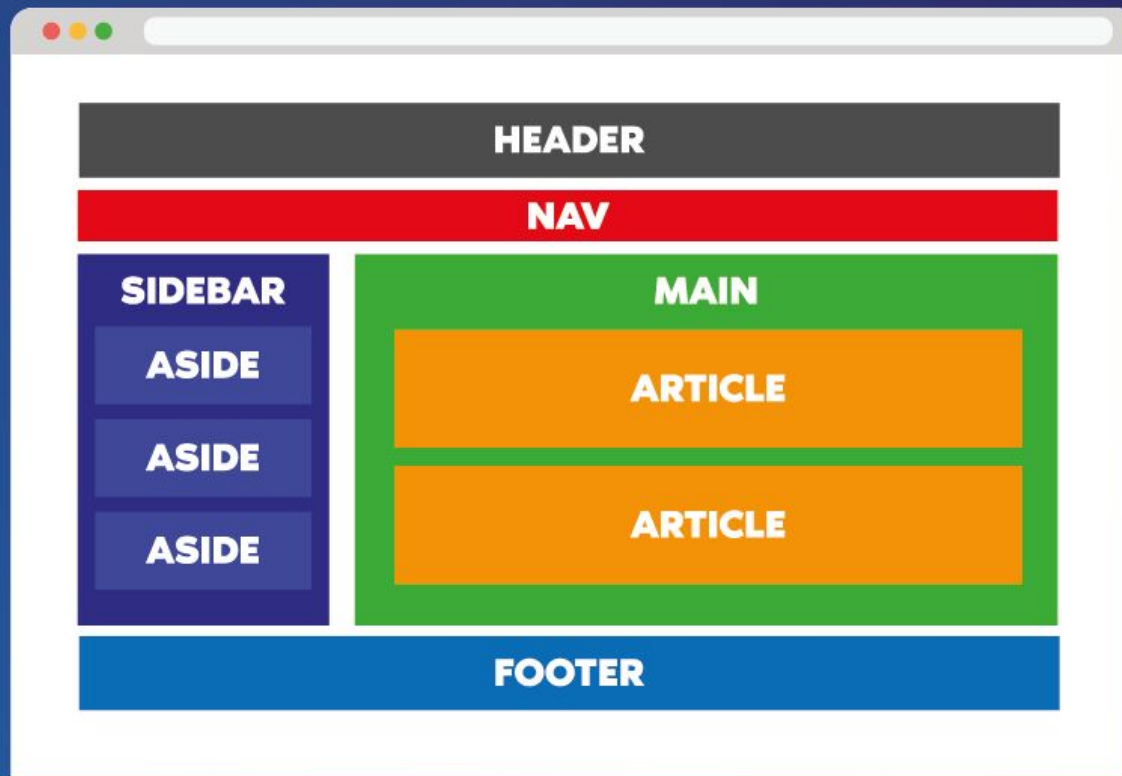 HEADER
NAV
SIDEBAR
ASIDE
ASIDE
ASIDE
MAIN
ARTICLE
ARTICLE
FOOTER